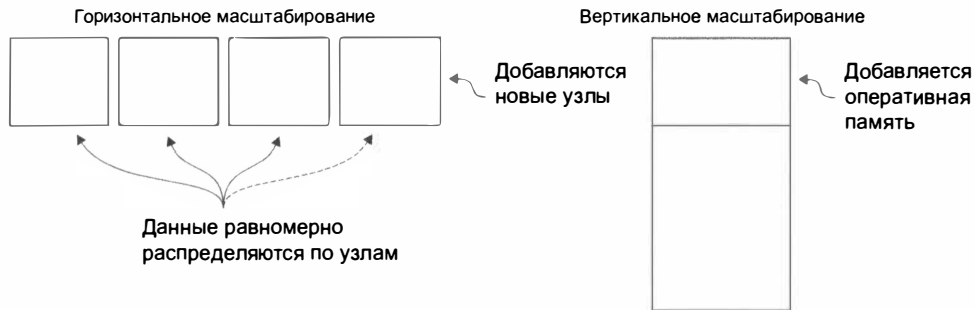 Горизонтальное масштабирование
Добавляются
новые узлы
Данные равномерно
распределяются по узлам
Вертикальное масштабирование
Добавляется
оперативная
память